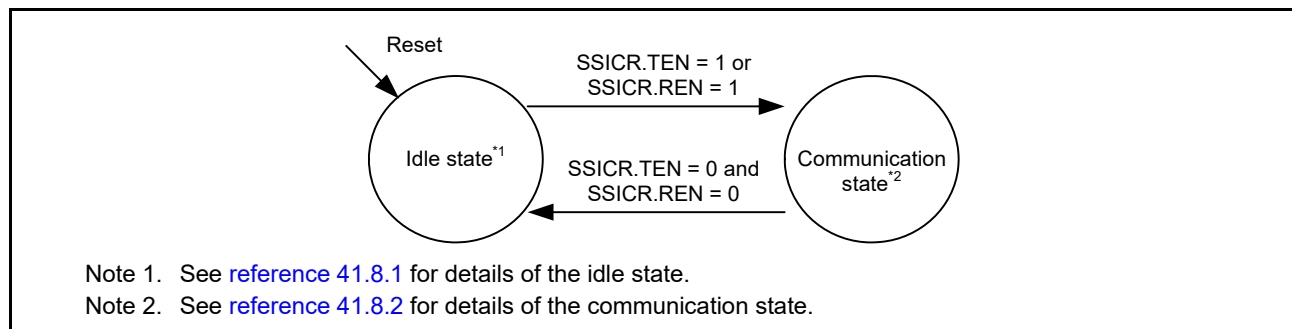 Reset
SSICR.TEN = 1 or
SSICR.REN = 1
Idle state*1
SSICR.TEN = 0 and
SSICR.REN = 0
Communication
state*2
Note 1. See reference 41.8.1 for details of the idle state.
Note 2. See reference 41.8.2 for details of the communication state.